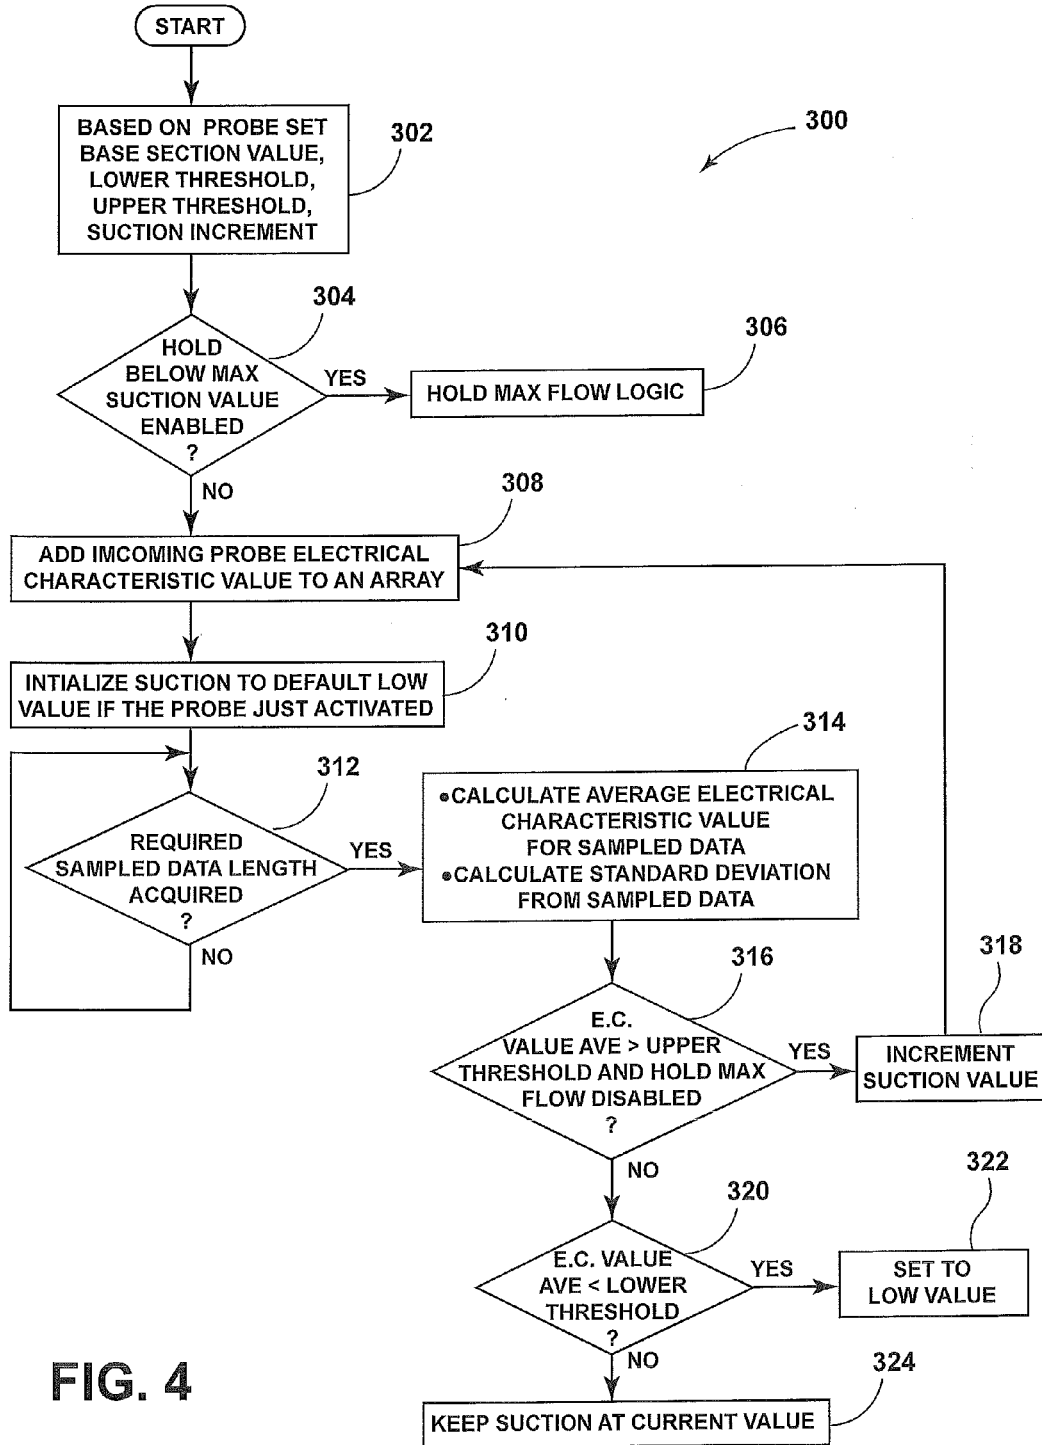 START
300
BASED ON PROBE SET
BASE SECTION VALUE,
LOWER THRESHOLD,
UPPER THRESHOLD,
SUCTION INCREMENT
302
304
HOLD
BELOW MAX
SUCTION VALUE
ENABLED
?
YES
306
HOLD MAX FLOW LOGIC
NO
308
ADD IMCOMING PROBE ELECTRICAL
CHARACTERISTIC VALUE TO AN ARRAY
310
INTIALIZE SUCTION TO DEFAULT LOW
VALUE IF THE PROBE JUST ACTIVATED
312
REQUIRED
SAMPLED DATA LENGTH
ACQUIRED
?
YES
NO
314
•CALCULATE AVERAGE ELECTRICAL
CHARACTERISTIC VALUE
FOR SAMPLED DATA
•CALCULATE STANDARD DEVIATION
FROM SAMPLED DATA
316
E.C.
VALUE AVE > UPPER
THRESHOLD AND HOLD MAX
FLOW DISABLED
?
YES
318
INCREMENT
SUCTION VALUE
NO
320
E.C. VALUE
AVE < LOWER
THRESHOLD
?
YES
322
SET TO
LOW VALUE
NO
324
KEEP SUCTION AT CURRENT VALUE
FIG. 4